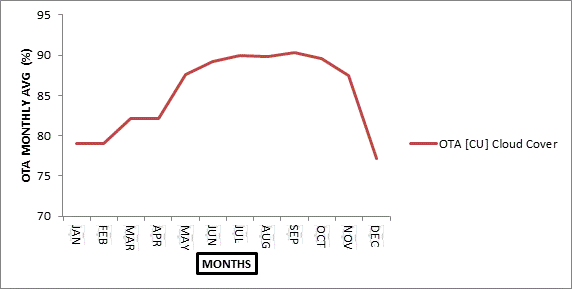 OTA MONTHLY AVG (%)
95
90
85
80
75
70
JAN
FEB
MAR
APR
MAY
JUN
JUL
AUG
SEP
OCT
NOV
DEC
MONTHS
OTA [CU] Cloud Cover